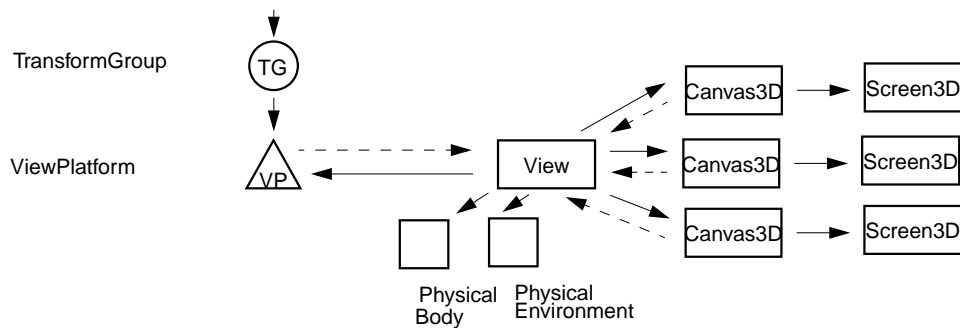 TransformGroup
TG
Canvas3D
Screen3D
ViewPlatform
VP
View
Canvas3D
Screen3D
Canvas3D
Screen3D
Physical
Body
Physical
Environment